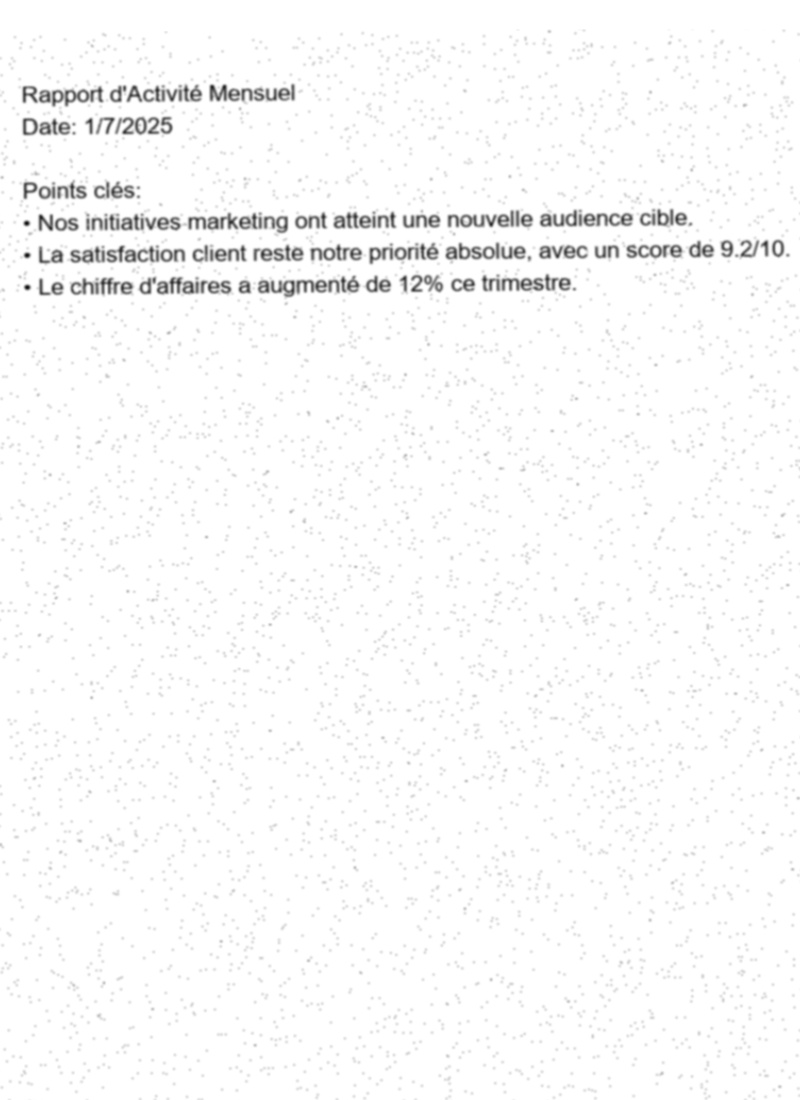 Rapport d'Activité Mensuel
Date: 1/7/2025
Points clés:
• Nos initiatives marketing ont atteint une nouvelle audience cible.
• La satisfaction client reste notre priorité absolue, avec un score de 9.2/10.
• Le chiffre d'affaires a augmenté de 12% ce trimestre.